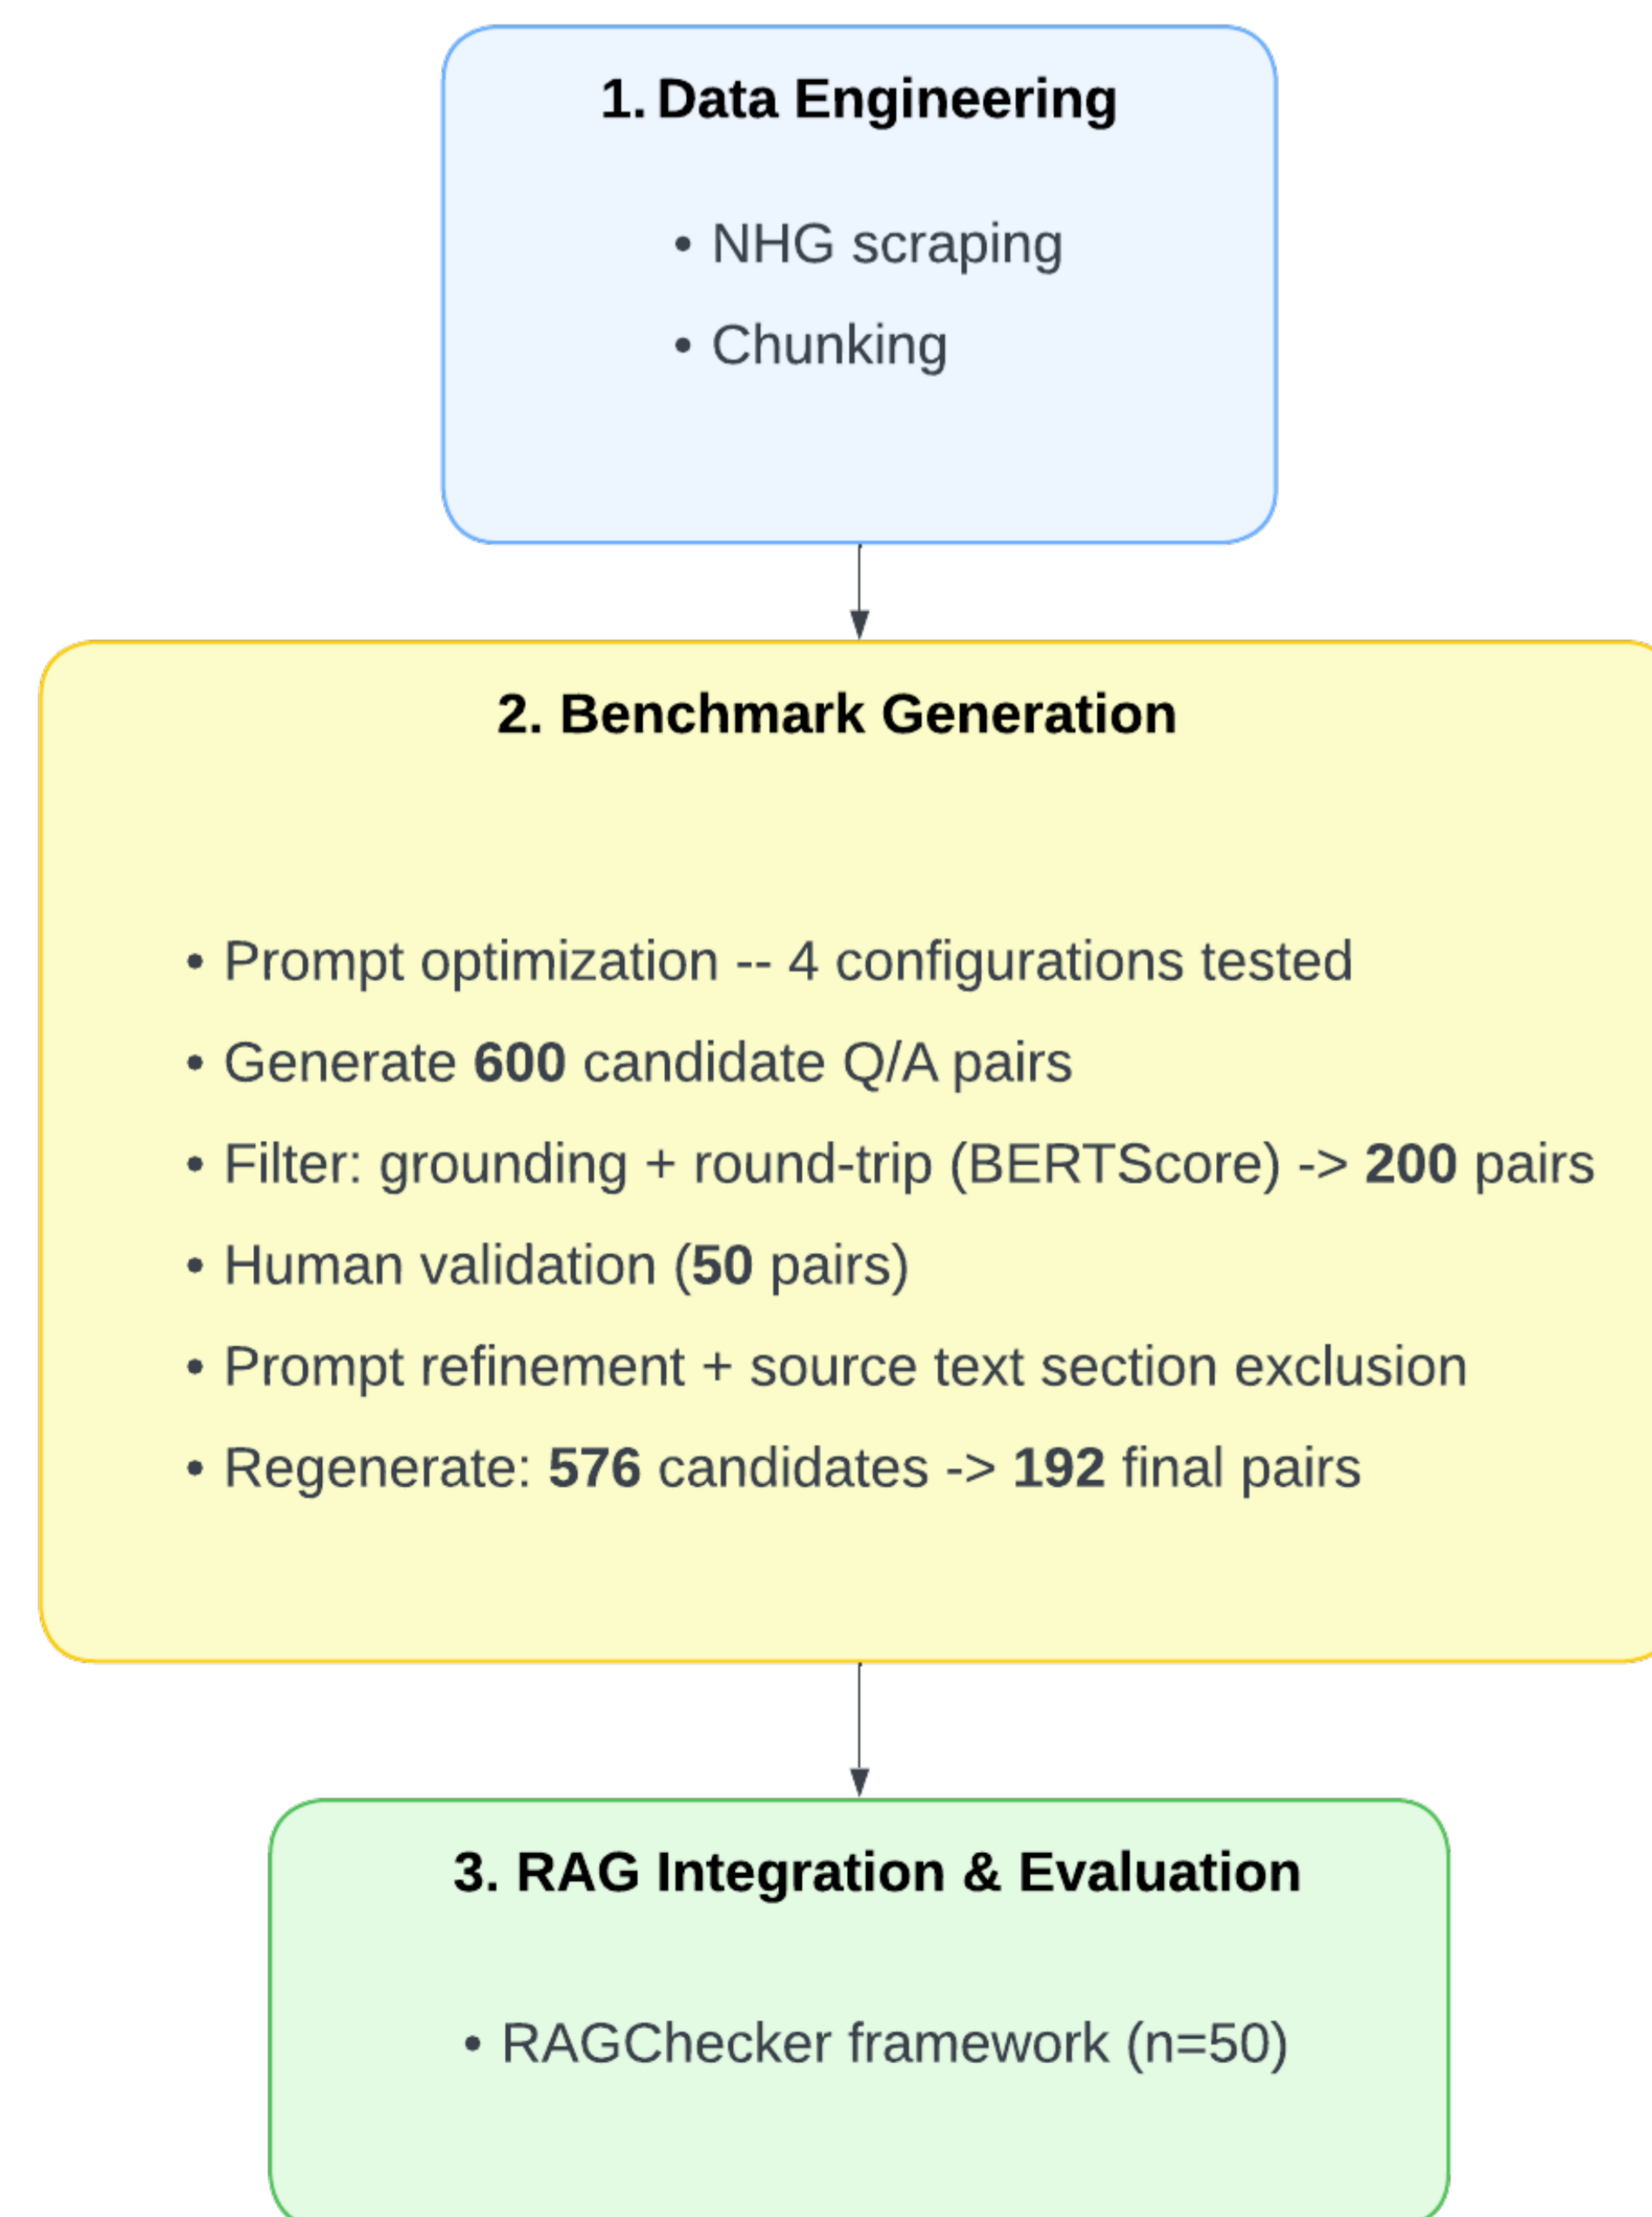 1. Data Engineering
• NHG scraping
• Chunking
2. Benchmark Generation
• Prompt optimization -- 4 configurations tested
• Generate 600 candidate Q/A pairs
• Filter: grounding + round-trip (BERTScore) -> 200 pairs
• Human validation (50 pairs)
• Prompt refinement + source text section exclusion
• Regenerate: 576 candidates -> 192 final pairs
3. RAG Integration & Evaluation
• RAGChecker framework (n=50)